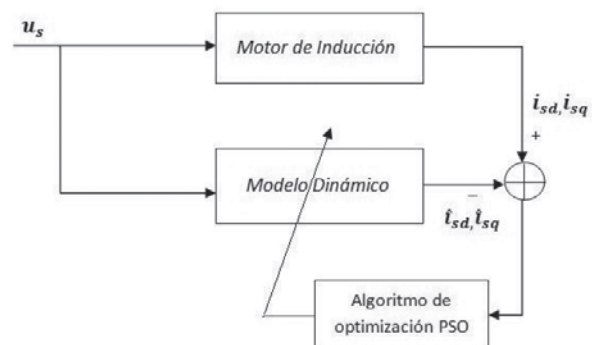 u_s
Motor de Inducción
i_sd, i_sq
+
Modelo Dinámico
−
î_sd, î_sq
Algoritmo de
optimización PSO